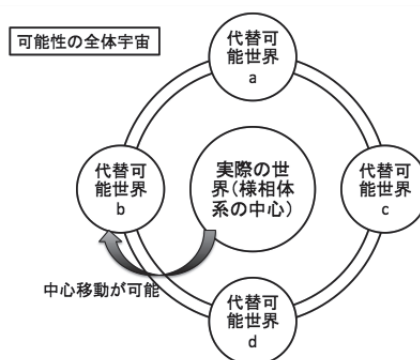 可能性の全体宇宙
代替可
能世界
a
実際の世
界(様相体
系の中心)
代替可
能世界
b
代替可
能世界
c
中心移動が可能
代替可
能世界
d